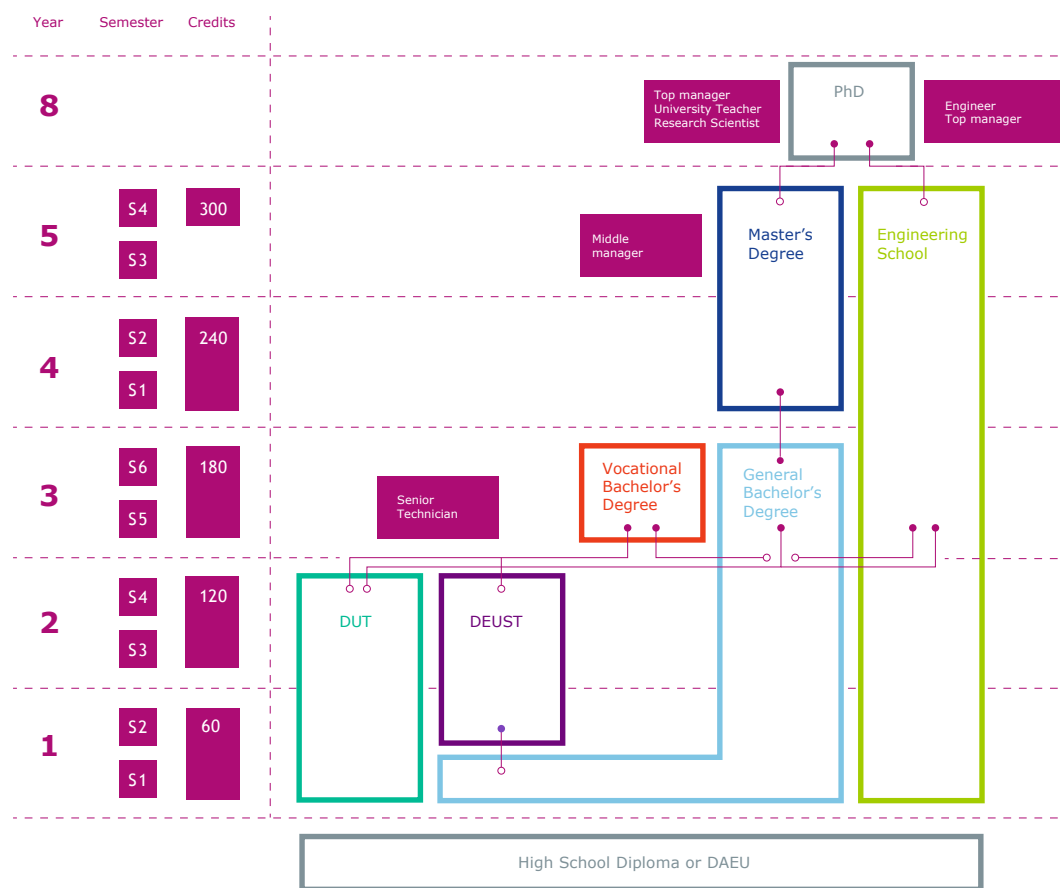 Year Semester Credits
8
Top manager
University Teacher
Research Scientist
PhD
Engineer
Top manager
5
S4
300
S3
Middle
manager
Master's
Degree
Engineering
School
4
S2
240
S1
3
S6
180
S5
Senior
Technician
Vocational
Bachelor's
Degree
General
Bachelor's
Degree
2
S4
120
S3
DUT
DEUST
1
S2
60
S1
High School Diploma or DAEU